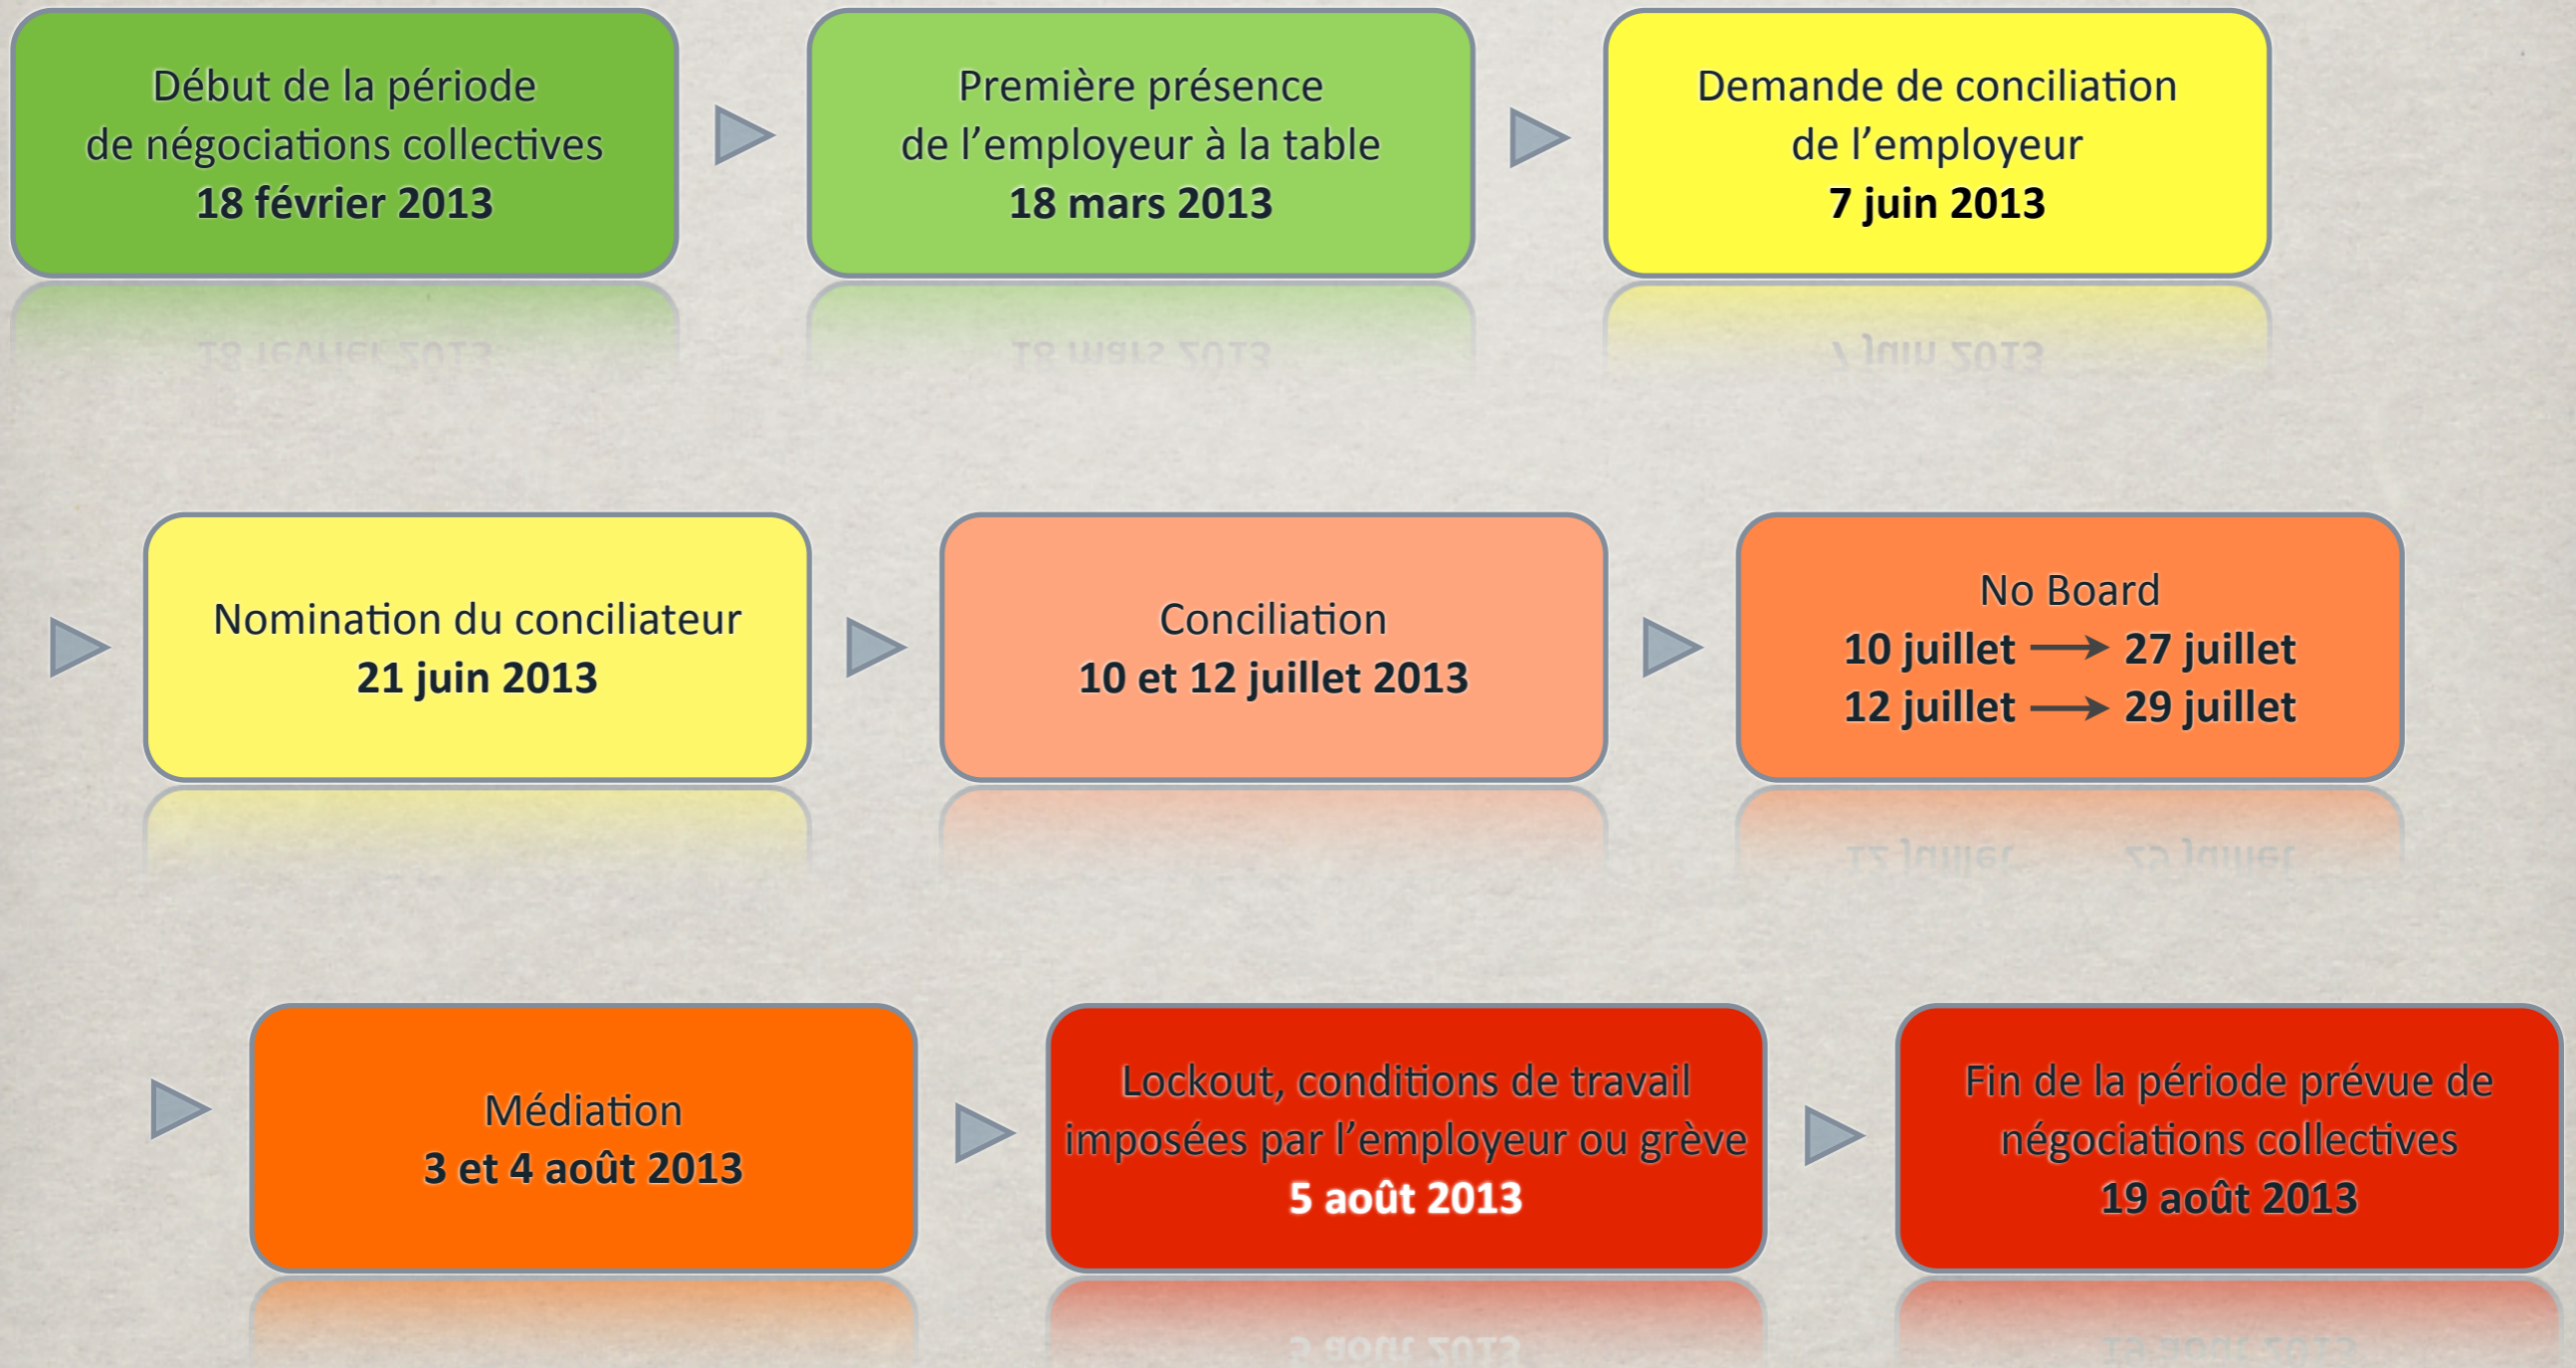 Début de la période
de négociations collectives
18 février 2013
Première présence
de l'employeur à la table
18 mars 2013
Demande de conciliation
de l'employeur
7 juin 2013
Nomination du conciliateur
21 juin 2013
Conciliation
10 et 12 juillet 2013
No Board
10 juillet → 27 juillet
12 juillet → 29 juillet
Médiation
3 et 4 août 2013
Lockout, conditions de travail
imposées par l'employeur ou grève
5 août 2013
Fin de la période prévue de
négociations collectives
19 août 2013